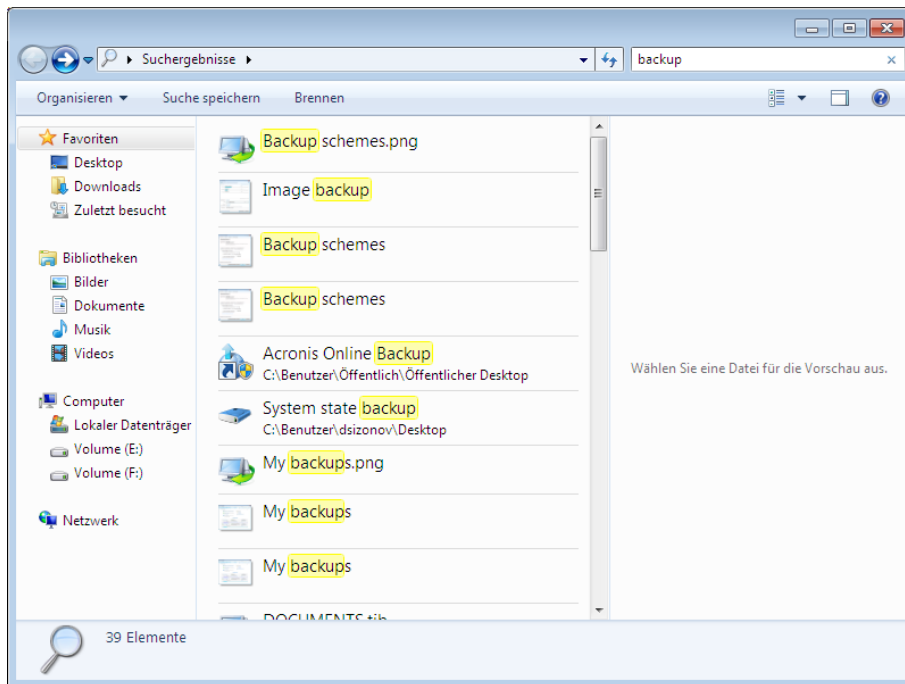 Suchergebnisse
backup
Organisieren
Suche speichern
Brennen
Favoriten
Desktop
Downloads
Zuletzt besucht
Bibliotheken
Bilder
Dokumente
Musik
Videos
Computer
Lokaler Datenträger
Volume (E:)
Volume (F:)
Netzwerk
Backup schemes.png
Image backup
Backup schemes
Backup schemes
Acronis Online Backup
C:\Benutzer\Öffentlich\Öffentlicher Desktop
System state backup
C:\Benutzer\dsizonov\Desktop
My backups.png
My backups
My backups
DOCUMENTS.tib
Wählen Sie eine Datei für die Vorschau aus.
39 Elemente